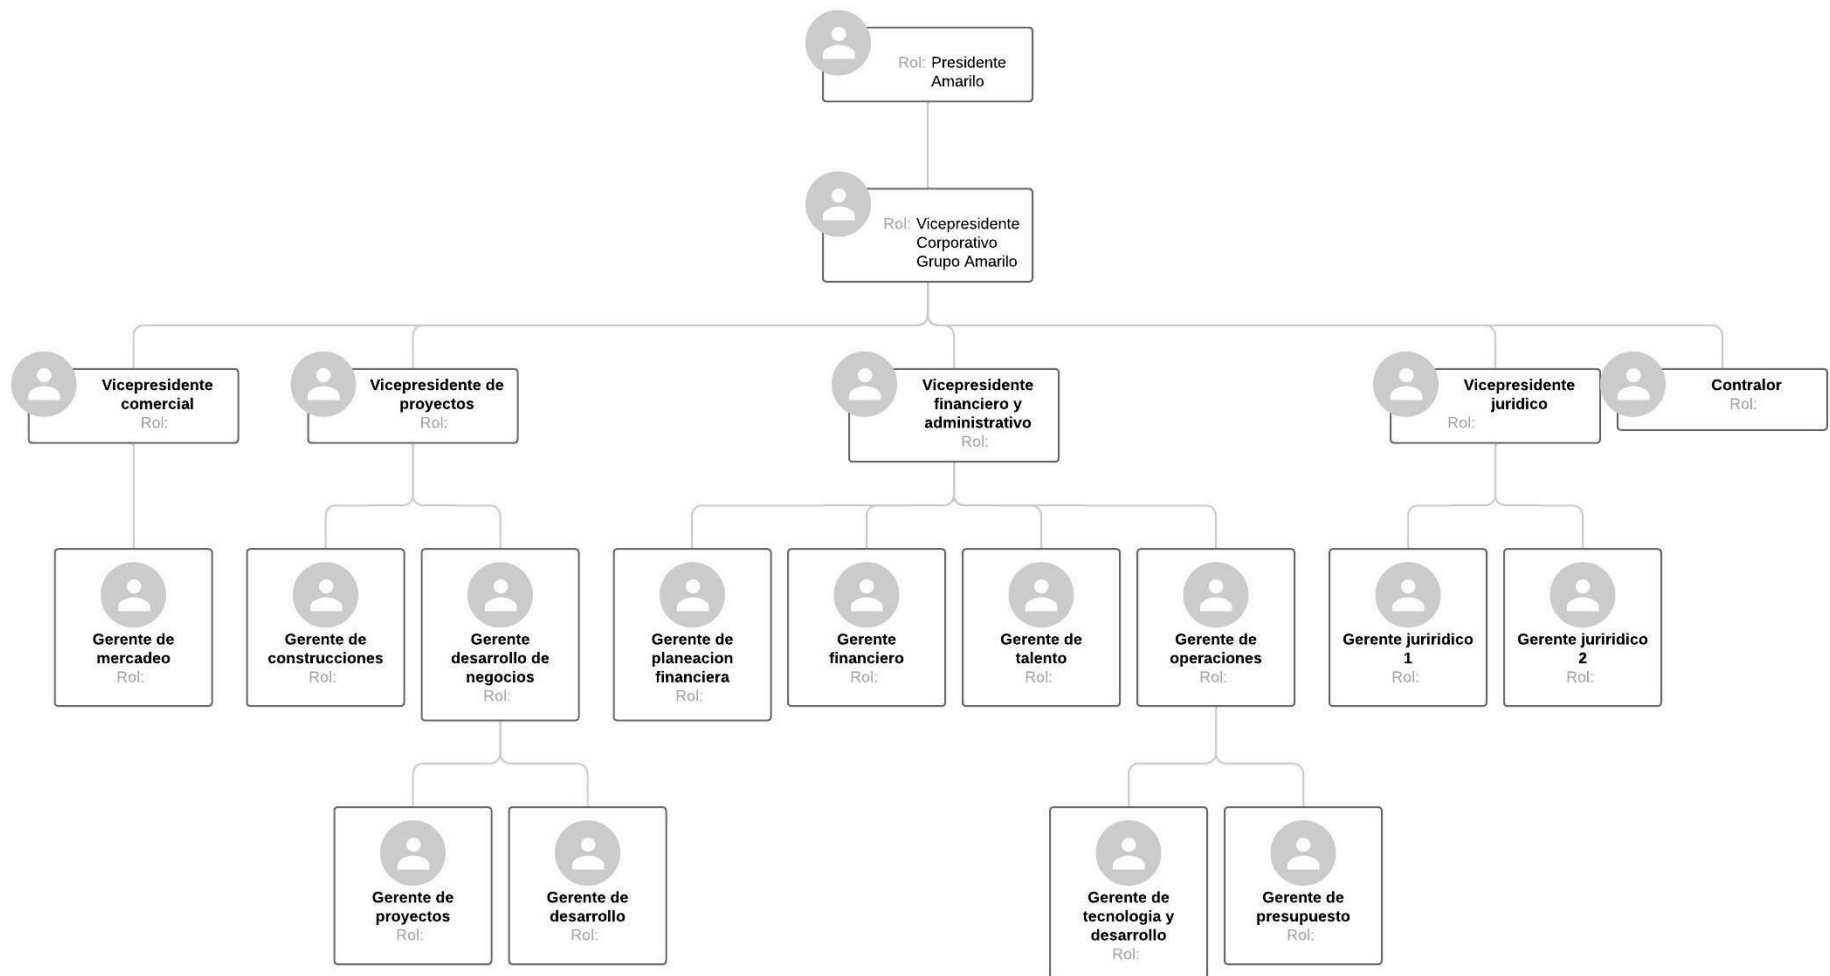 Rol: Presidente
Amarilo
Rol: Vicepresidente
Corporativo
Grupo Amarilo
Vicepresidente
comercial
Rol:
Vicepresidente de
proyectos
Rol:
Vicepresidente
financiero y
administrativo
Rol:
Vicepresidente
juridico
Rol:
Contralor
Rol:
Gerente de
mercadeo
Rol:
Gerente de
construcciones
Rol:
Gerente
desarrollo de
negocios
Rol:
Gerente de
planeacion
financiera
Rol:
Gerente
financiero
Rol:
Gerente de
talento
Rol:
Gerente de
operaciones
Rol:
Gerente juriridico
1
Rol:
Gerente juriridico
2
Rol:
Gerente de
proyectos
Rol:
Gerente de
desarrollo
Rol:
Gerente de
tecnologia y
desarrollo
Rol:
Gerente de
presupuesto
Rol: